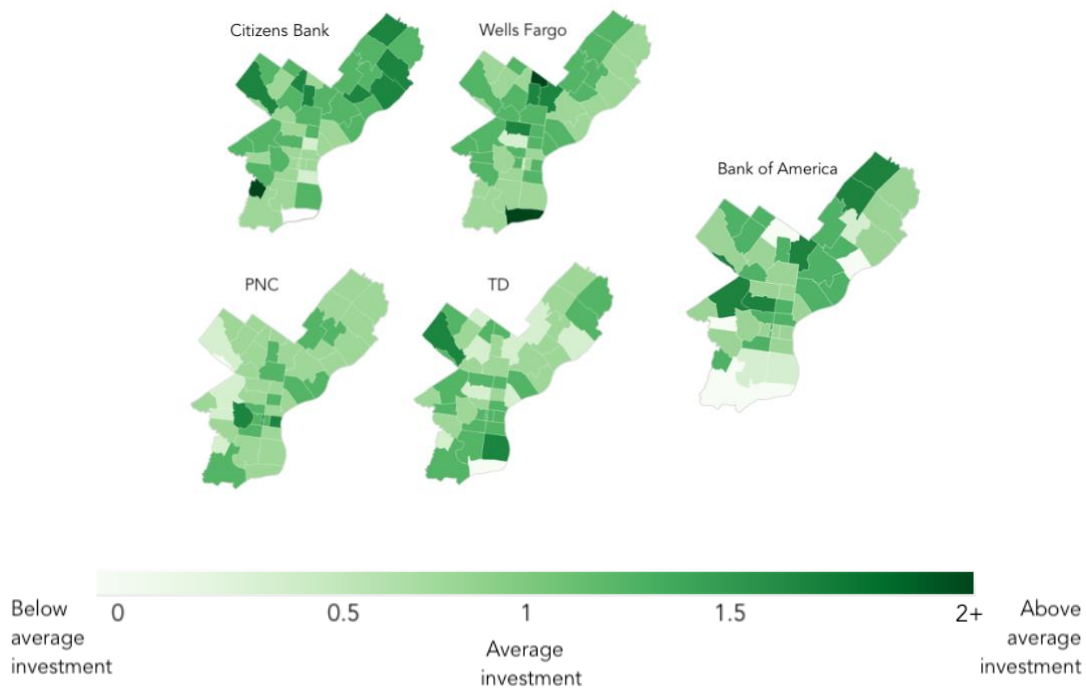 Citizens Bank
Wells Fargo
Bank of America
PNC
TD
0
0.5
1
1.5
2+
Below
average
investment
Average
investment
Above
average
investment